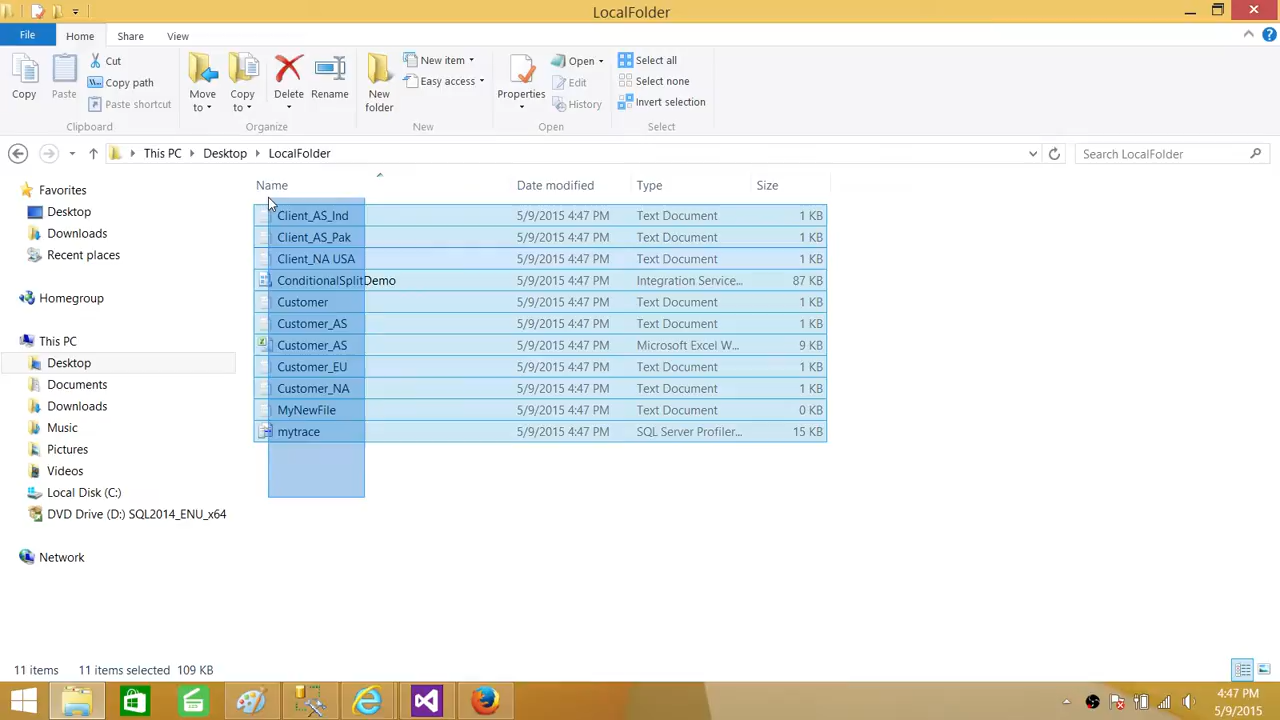 LocalFolder
File Home Share View
Copy
Paste
Cut
Copy path
Paste shortcut
Clipboard
Move to
Copy to
Delete
Rename
Organize
New folder
New item
Easy access
New
Properties
Open
Edit
History
Open
Select all
Select none
Invert selection
Select
This PC Desktop LocalFolder
Search LocalFolder
Favorites
Desktop
Downloads
Recent places
Homegroup
This PC
Desktop
Documents
Downloads
Music
Pictures
Videos
Local Disk (C:)
DVD Drive (D:) SQL2014_ENU_x64
Network
Name Date modified Type Size
Client_AS_Ind 5/9/2015 4:47 PM Text Document 1 KB
Client_AS_Pak 5/9/2015 4:47 PM Text Document 1 KB
Client_NA USA 5/9/2015 4:47 PM Text Document 1 KB
ConditionalSplitDemo 5/9/2015 4:47 PM Integration Service... 87 KB
Customer 5/9/2015 4:47 PM Text Document 1 KB
Customer_AS 5/9/2015 4:47 PM Text Document 1 KB
Customer_AS 5/9/2015 4:47 PM Microsoft Excel W... 9 KB
Customer_EU 5/9/2015 4:47 PM Text Document 1 KB
Customer_NA 5/9/2015 4:47 PM Text Document 1 KB
MyNewFile 5/9/2015 4:47 PM Text Document 0 KB
mytrace 5/9/2015 4:47 PM SQL Server Profiler... 15 KB
11 items 11 items selected 109 KB
4:47 PM
5/9/2015